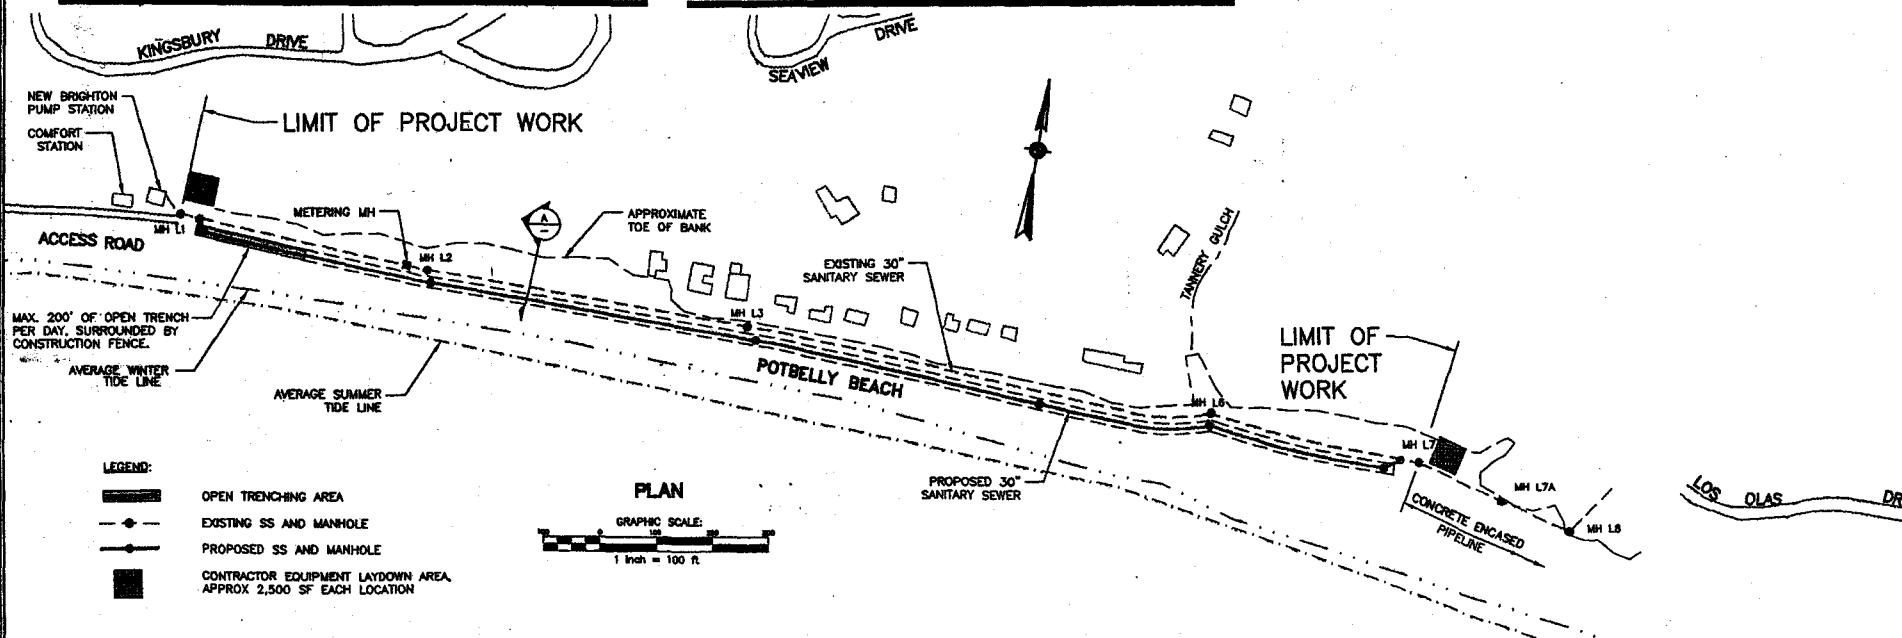 KINGSBURY DRIVE
SEAVIEW DRIVE
NEW BRIGHTON
PUMP STATION
COMFORT
STATION
LIMIT OF PROJECT WORK
METERING MH
A
APPROXIMATE
TOE OF BANK
MH L1
ACCESS ROAD
MH L2
EXISTING 30"
SANITARY SEWER
TANNERY GULCH
MAX. 200' OF OPEN TRENCH
PER DAY, SURROUNDED BY
CONSTRUCTION FENCE.
MH L3
LIMIT OF
PROJECT
WORK
AVERAGE WINTER
TIDE LINE
POTBELLY BEACH
AVERAGE SUMMER
TIDE LINE
MH L6
MH L7
PROPOSED 30"
SANITARY SEWER
MH L7A
CONCRETE ENCASED
PIPELINE
MH L8
LOS OLAS DR
LEGEND:
OPEN TRENCHING AREA
EXISTING SS AND MANHOLE
PROPOSED SS AND MANHOLE
CONTRACTOR EQUIPMENT LAYDOWN AREA,
APPROX 2,500 SF EACH LOCATION
PLAN
GRAPHIC SCALE:
0 100
1 inch = 100 ft